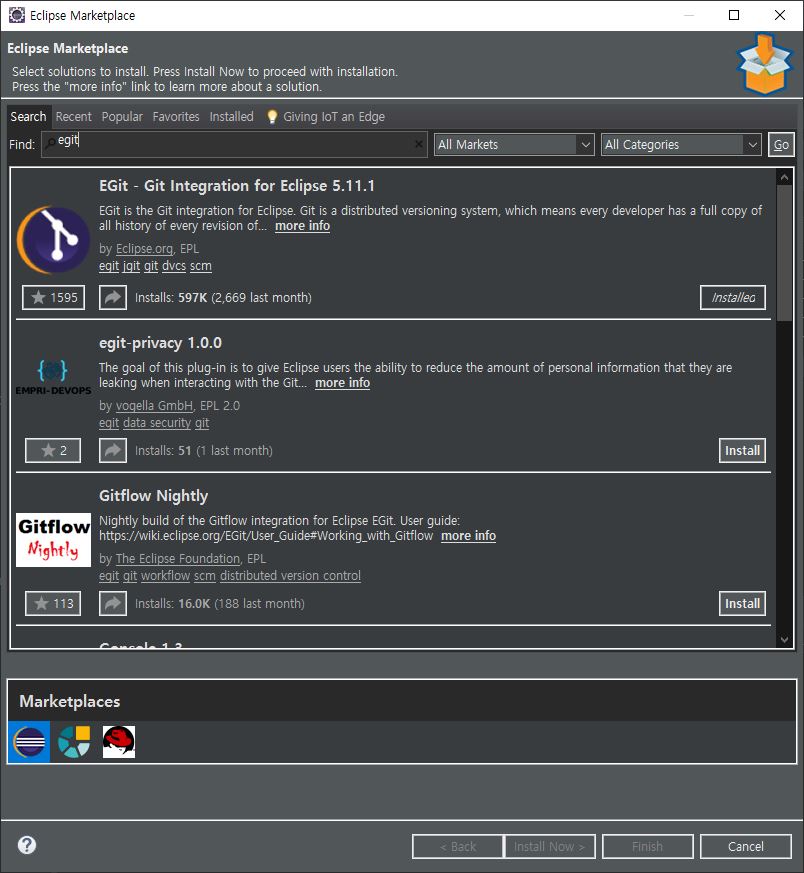 Eclipse Marketplace
Eclipse Marketplace
Select solutions to install. Press Install Now to proceed with installation.
Press the "more info" link to learn more about a solution.
Search Recent Popular Favorites Installed Giving IoT an Edge
Find: egit All Markets All Categories Go
EGit - Git Integration for Eclipse 5.11.1
EGit is the Git integration for Eclipse. Git is a distributed versioning system, which means every developer has a full copy of
all history of every revision of... more info
by Eclipse.org, EPL
egit jgit git dvcs scm
1595 Installs: 597K (2,669 last month) Installed
egit-privacy 1.0.0
The goal of this plug-in is to give Eclipse users the ability to reduce the amount of personal information that they are
leaking when interacting with the Git... more info
EMPRI-DEVOPS
by vogella GmbH, EPL 2.0
egit data security git
2 Installs: 51 (1 last month) Install
Gitflow Nightly
Gitflow
Nightly
Nightly build of the Gitflow integration for Eclipse EGit. User guide:
https://wiki.eclipse.org/EGit/User_Guide#Working_with_Gitflow more info
by The Eclipse Foundation, EPL
egit git workflow scm distributed version control
113 Installs: 16.0K (188 last month) Install
Console 1.3
Marketplaces
< Back Install Now > Finish Cancel